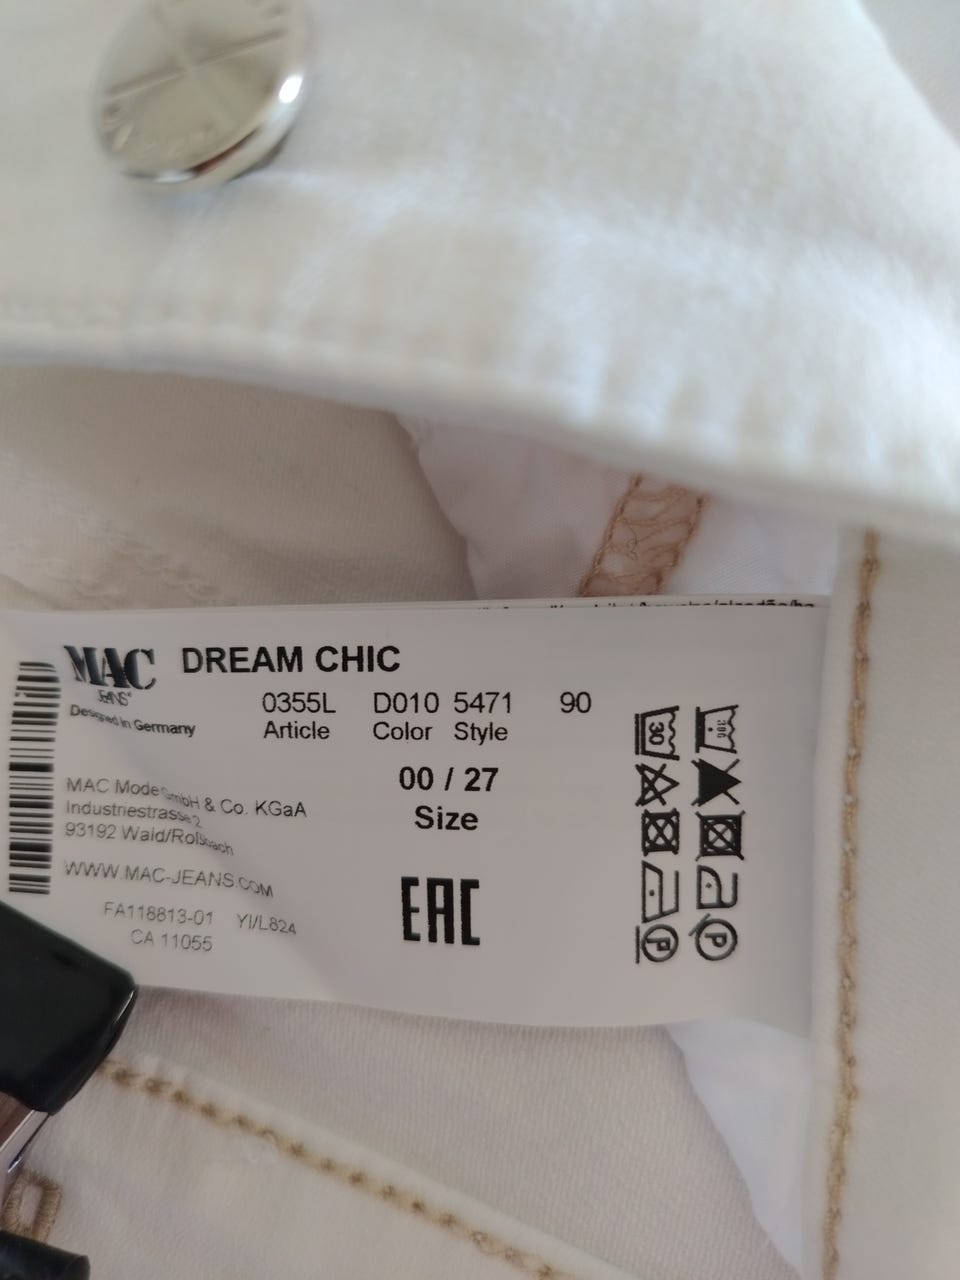 MAC
JEANS
Designed in Germany
DREAM CHIC
0355L D010 5471 90
Article Color Style
00 / 27
Size
MAC Mode GmbH & Co. KGaA
Industriestrasse 2
93192 Wald/Roßbach
WWW.MAC-JEANS.COM
FA118813-01 YI/L824
CA 11055
EAC
30
P
P